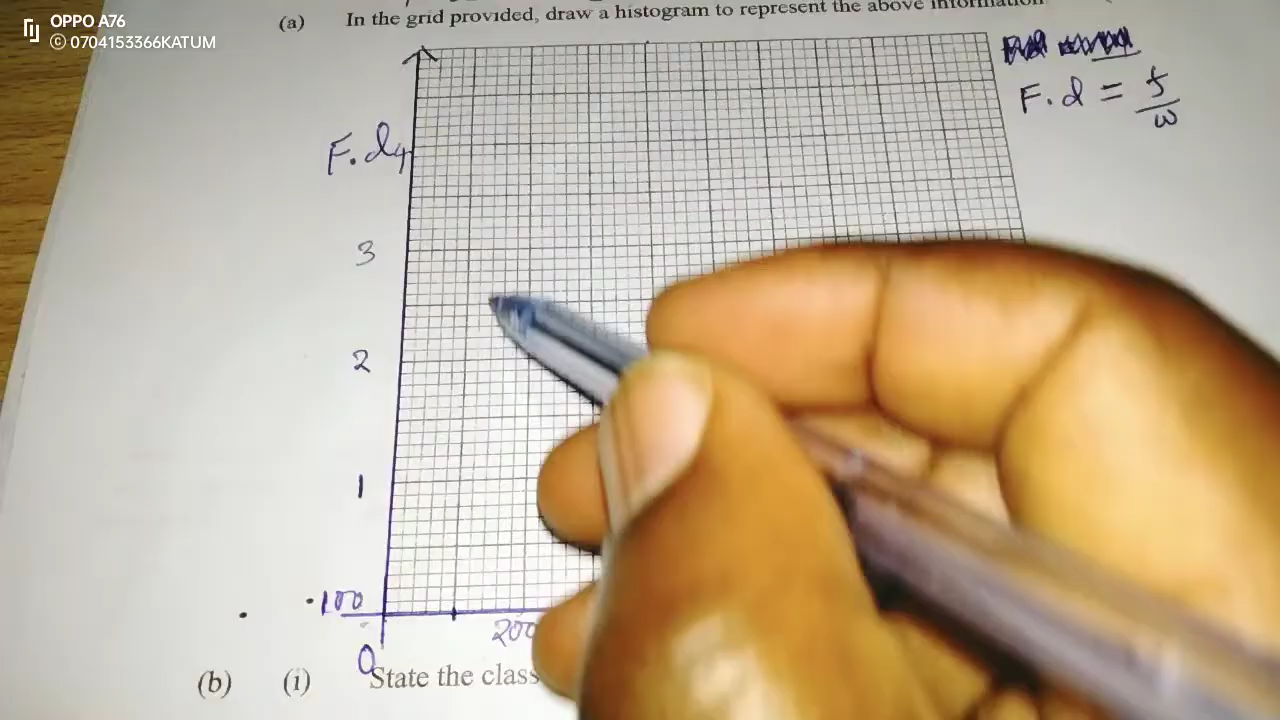 OPPO A76
© 0704153366KATUM
(a) In the grid provided, draw a histogram to represent the above information
F.d = f
w
F.d 4
3
2
1
100
200
0
(b) (i) State the class